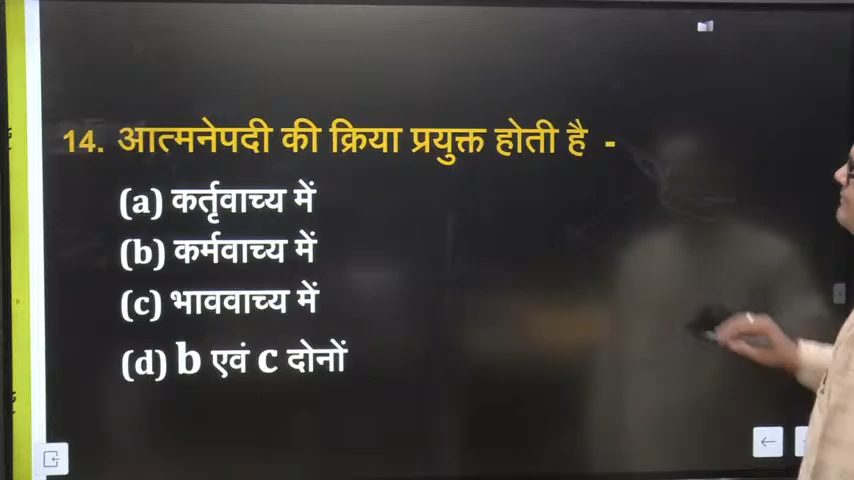 14. आत्मनेपदी की क्रिया प्रयुक्त होती है -
(a) कर्तृवाच्य में
(b) कर्मवाच्य में
(c) भाववाच्य में
(d) b एवं c दोनों